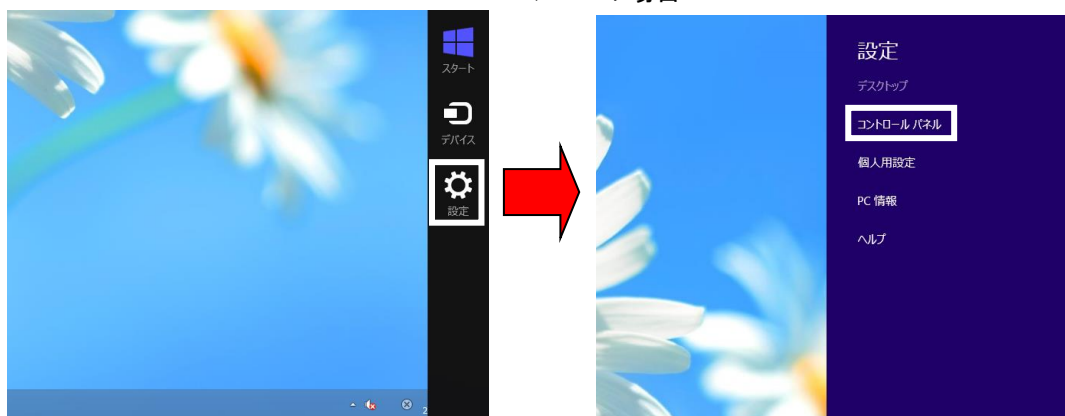 スタート
デバイス
設定
2
設定
デスクトップ
コントロール パネル
個人用設定
PC 情報
ヘルプ